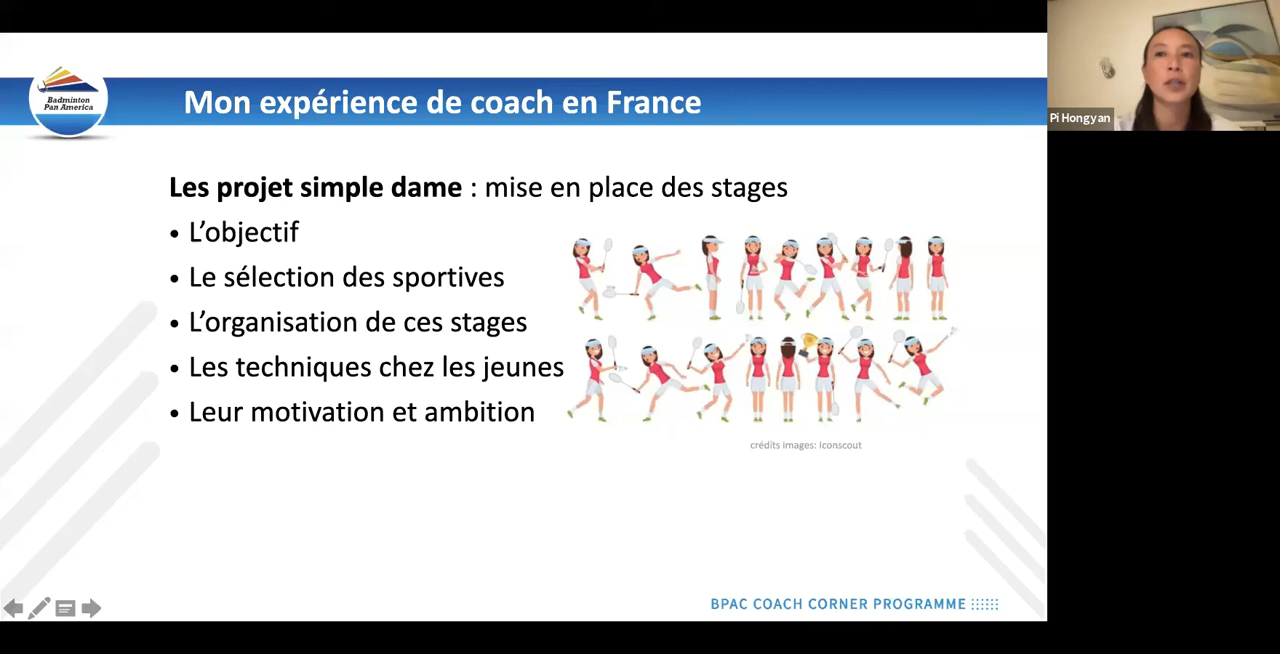 Badminton
Pan America
Mon expérience de coach en France
Pi Hongyan
Les projet simple dame : mise en place des stages
• L'objectif
• Le sélection des sportives
• L'organisation de ces stages
• Les techniques chez les jeunes
• Leur motivation et ambition
crédits images: Iconscout
BPAC COACH CORNER PROGRAMME